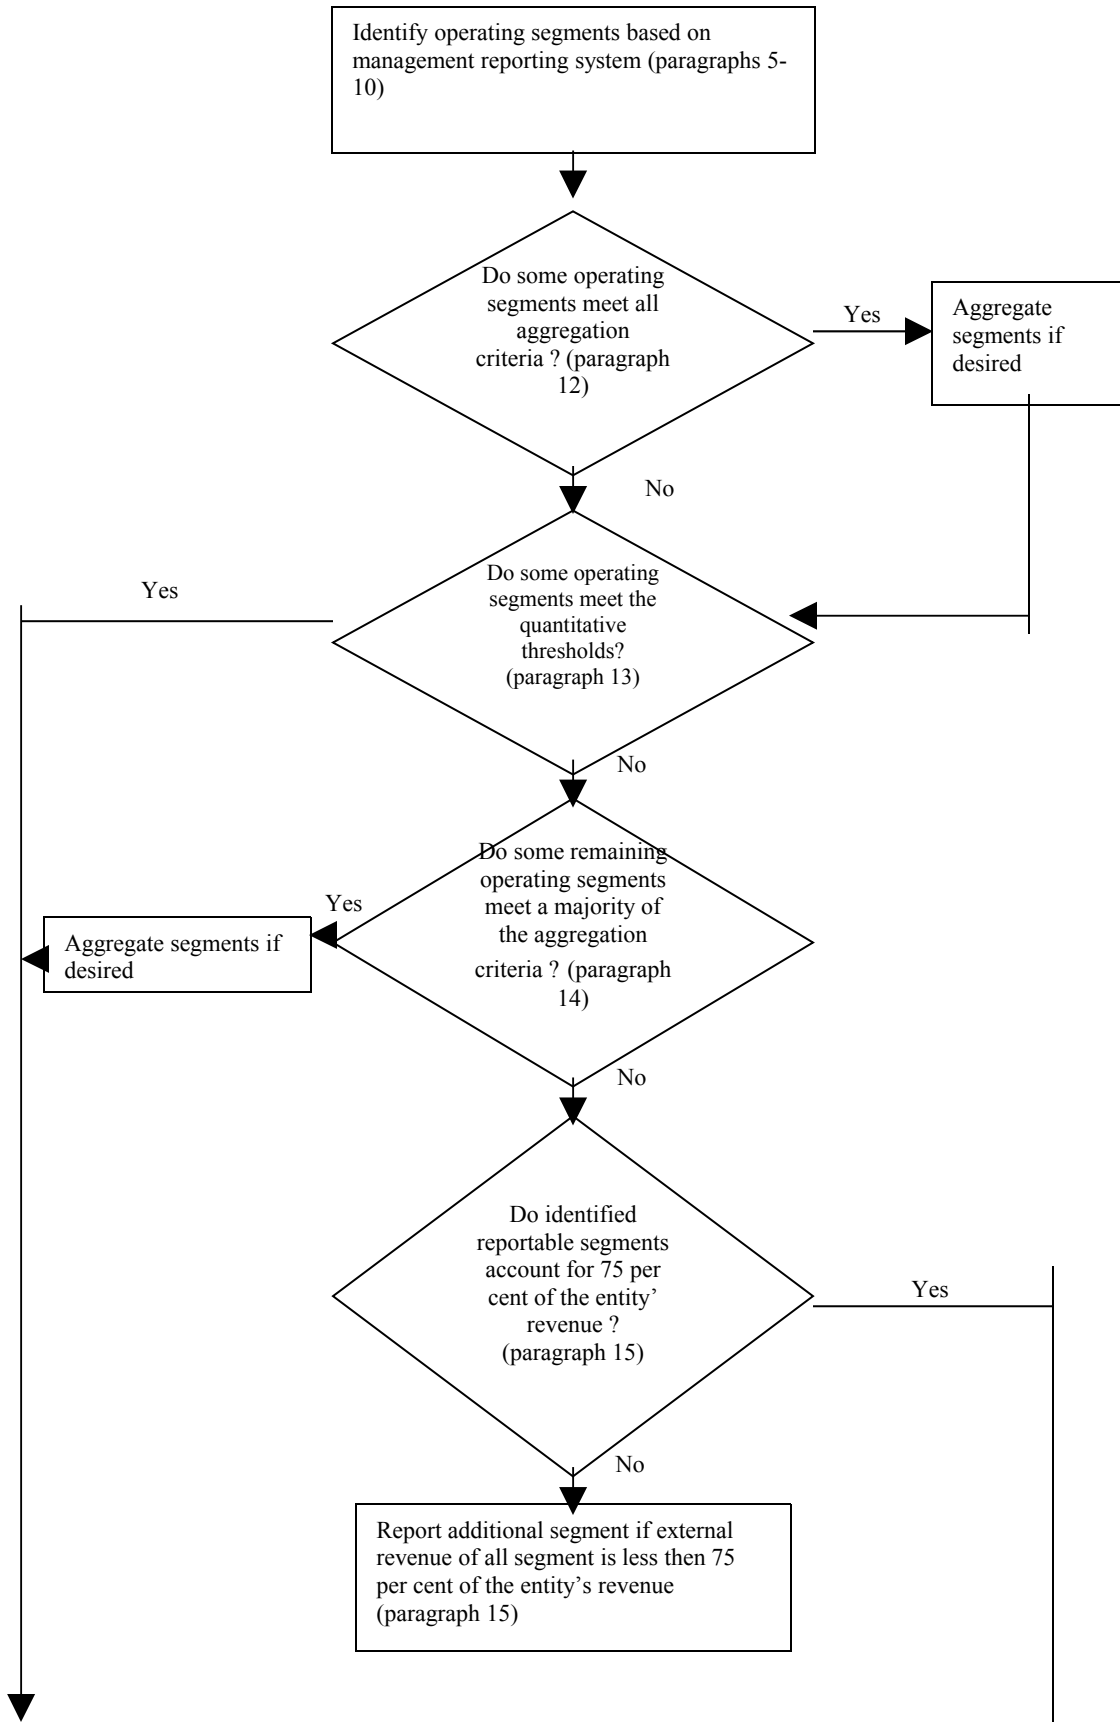 Identify operating segments based on
management reporting system (paragraphs 5-
10)
Do some operating
segments meet all
aggregation
criteria ? (paragraph
12)
Yes
Aggregate
segments if
desired
No
Do some operating
segments meet the
quantitative
thresholds?
(paragraph 13)
Yes
No
Do some remaining
operating segments
meet a majority of
the aggregation
criteria ? (paragraph
14)
Yes
Aggregate segments if
desired
No
Do identified
reportable segments
account for 75 per
cent of the entity’
revenue ?
(paragraph 15)
Yes
No
Report additional segment if external
revenue of all segment is less then 75
per cent of the entity’s revenue
(paragraph 15)